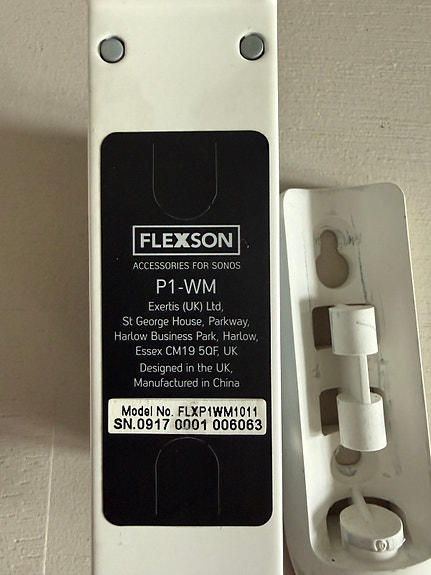 FLEXSON
ACCESSORIES FOR SONOS
P1-WM
Exertis (UK) Ltd,
St George House, Parkway,
Harlow Business Park, Harlow,
Essex CM19 5QF, UK
Designed in the UK,
Manufactured in China
Model No. FLXP1WM1011
SN.0917 0001 006063